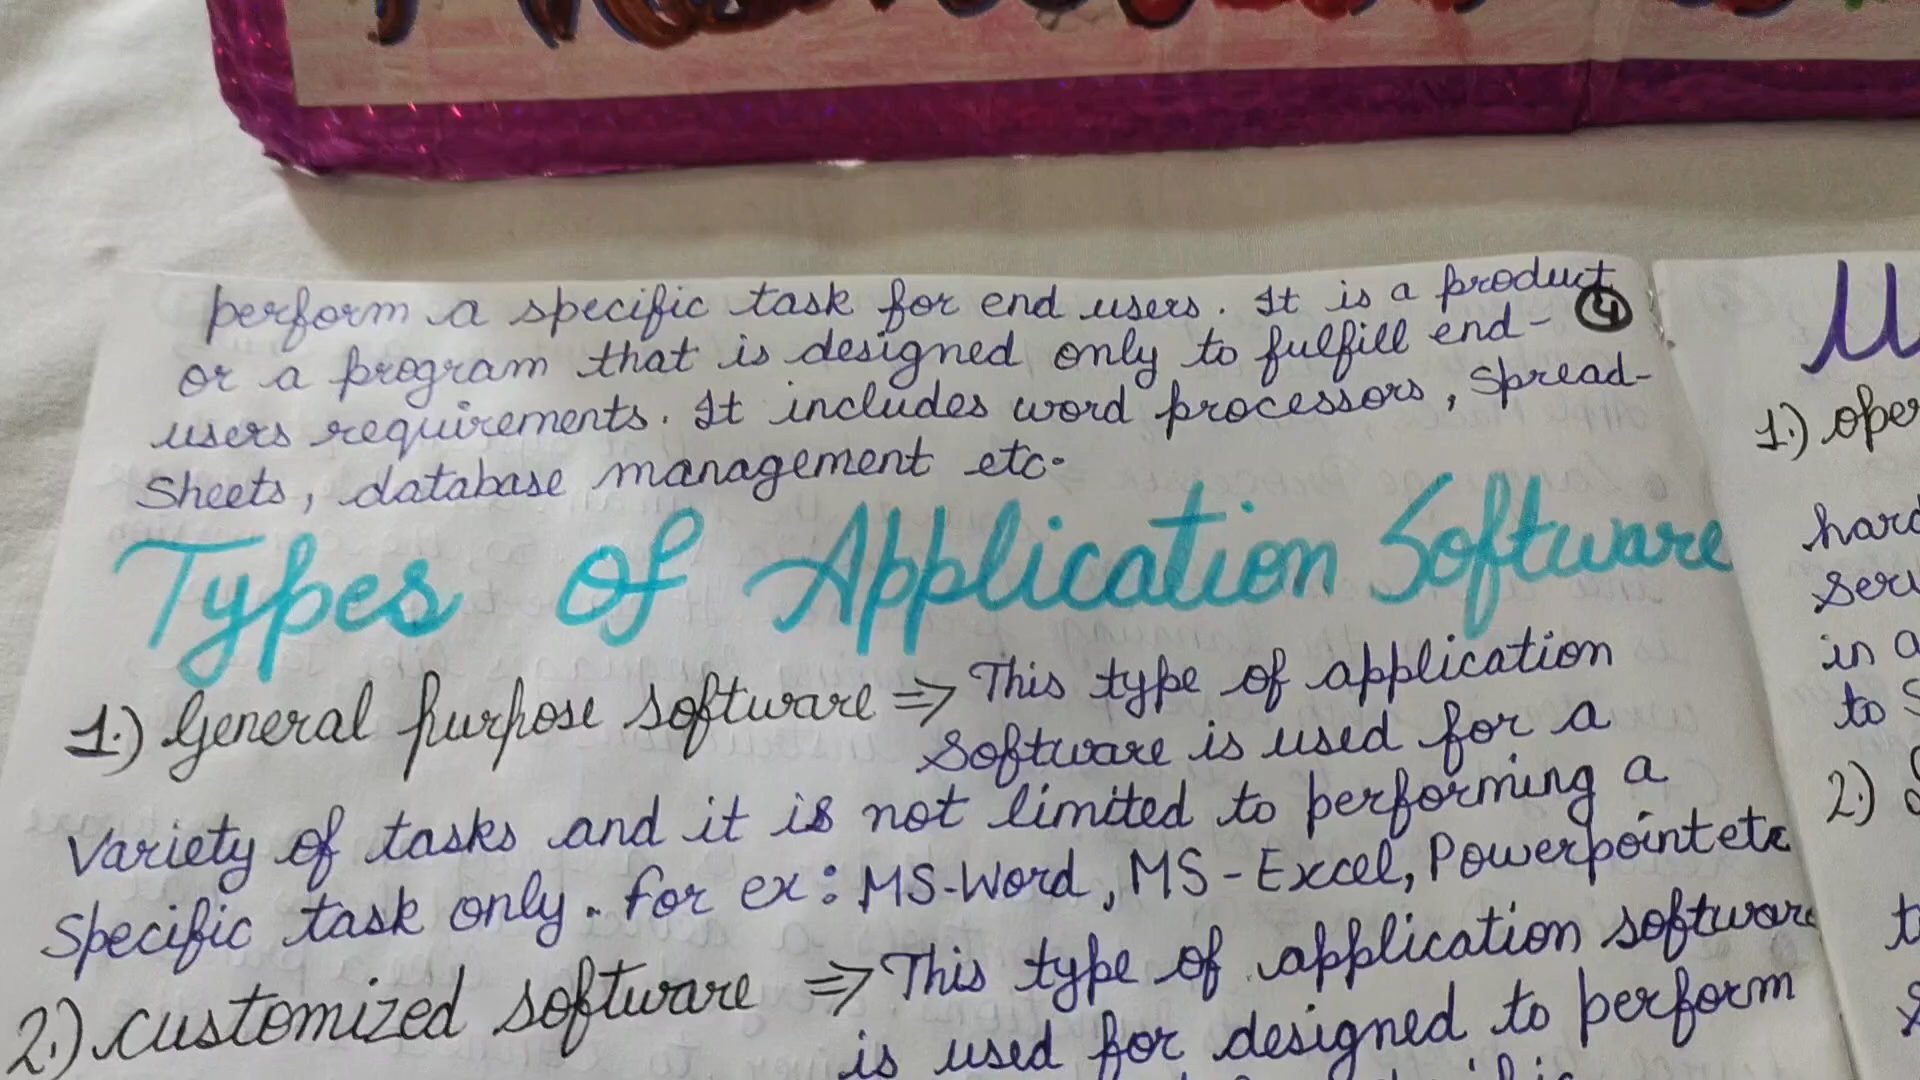 perform a specific task for end users. It is a product
4
or a program that is designed only to fulfill end-
users requirements. It includes word processors, Spread-
Sheets, database management etc.
Types of Application Software
1.) General purpose software ⇒ This type of application
Software is used for a
Variety of tasks and it is not limited to performing a
Specific task only. For ex: MS-Word, MS-Excel, Powerpoint etc
2.) customized software ⇒ This type of application software
is used for designed to perform
1.)
hard
in a
to S
2.)